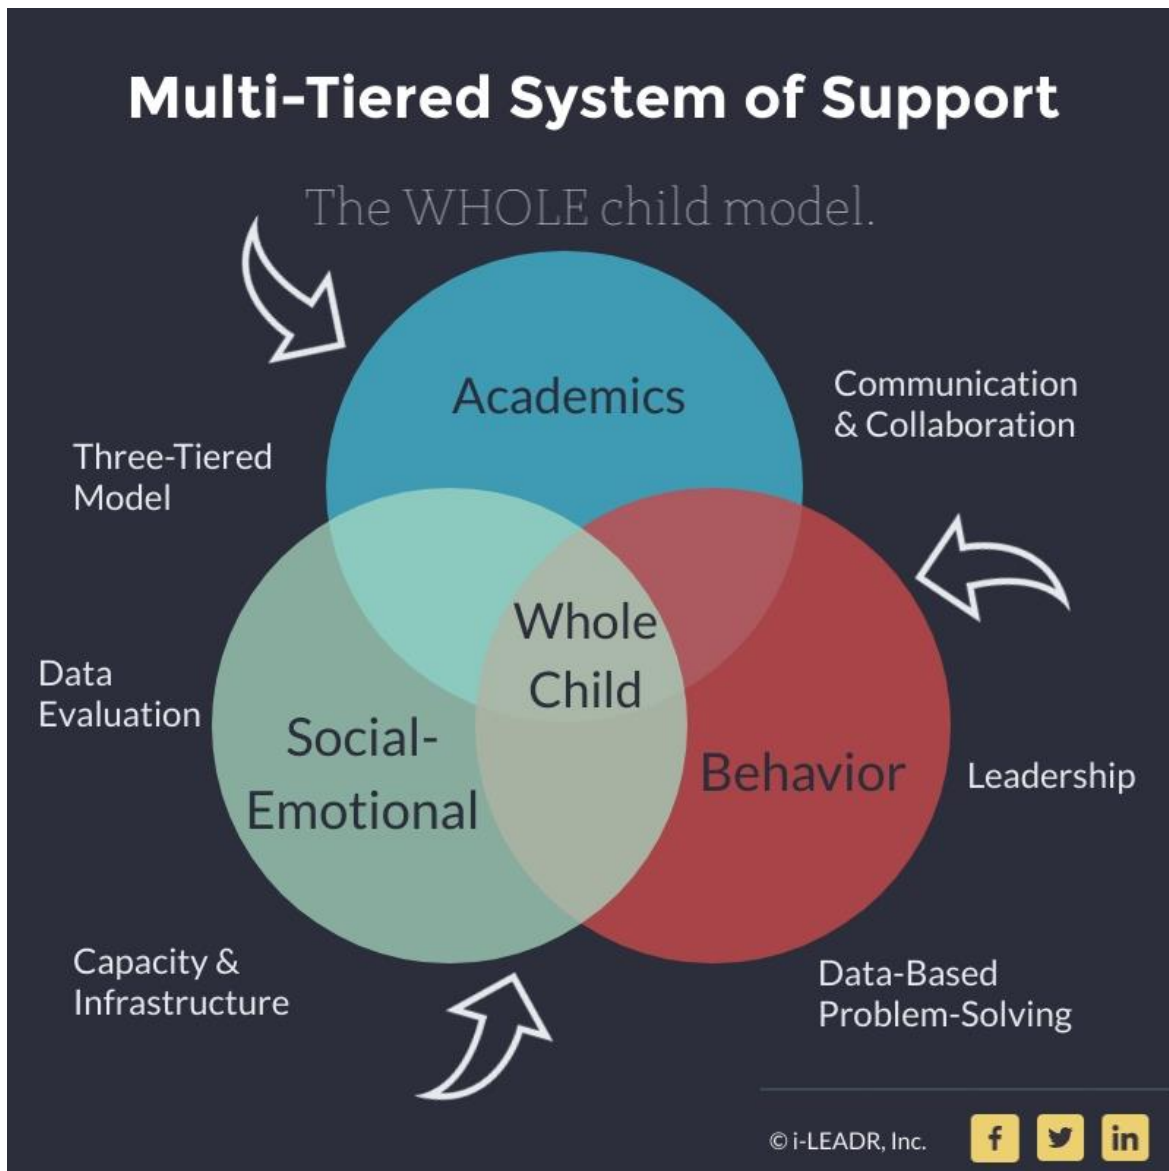 Multi-Tiered System of Support
The WHOLE child model.
Academics
Communication
& Collaboration
Three-Tiered
Model
Whole
Child
Data
Evaluation
Social-
Emotional
Behavior
Leadership
Capacity &
Infrastructure
Data-Based
Problem-Solving
© i-LEADR, Inc.
f
in